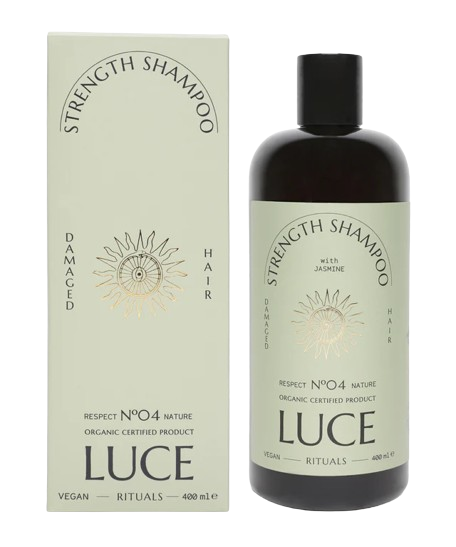 STRENGTH SHAMPOO
DAMAGED
HAIR
RESPECT Nº04 NATURE
ORGANIC CERTIFIED PRODUCT
LUCE
VEGAN — RITUALS — 400 ml ℮
STRENGTH SHAMPOO
with
JASMINE
DAMAGED
HAIR
RESPECT Nº04 NATURE
ORGANIC CERTIFIED PRODUCT
LUCE
VEGAN — RITUALS — 400 ml ℮